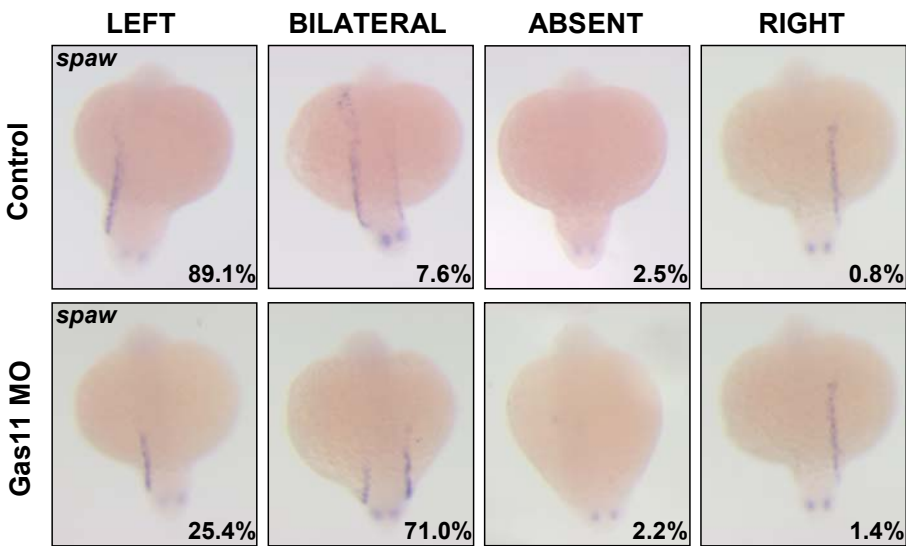 LEFT BILATERAL ABSENT RIGHT
Control
spaw
89.1% 7.6% 2.5% 0.8%
Gas11 MO
spaw
25.4% 71.0% 2.2% 1.4%